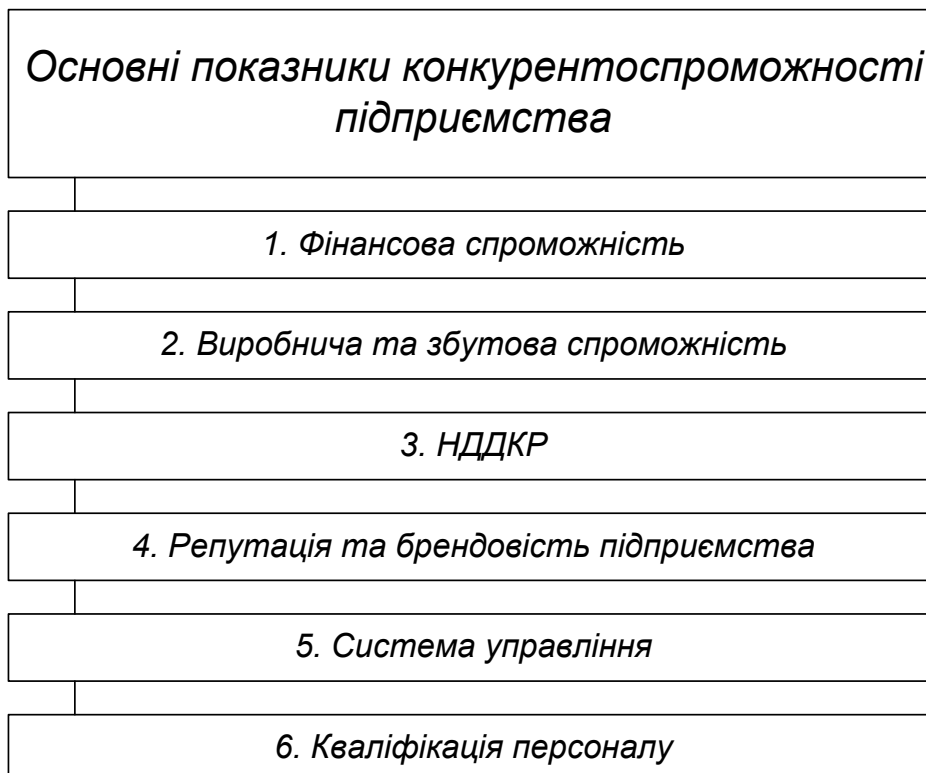 Основні показники конкурентоспроможності
підприємства
1. Фінансова спроможність
2. Виробнича та збутова спроможність
3. НДДКР
4. Репутація та брендовість підприємства
5. Система управління
6. Кваліфікація персоналу